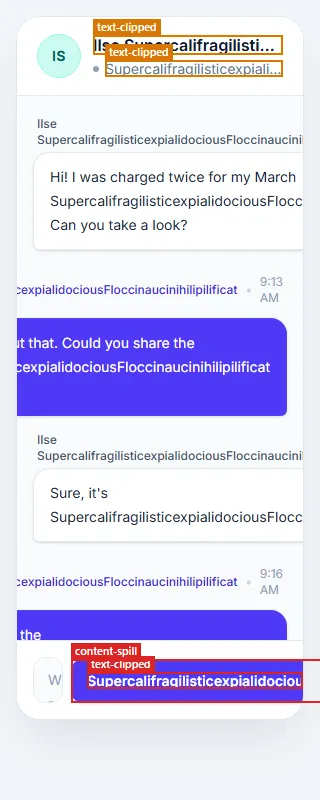 text-clipped
Ilse Supercalifragilisti...
text-clipped
IS
Supercalifragilisticexpiali...
Ilse
SupercalifragilisticexpialidociousFloccinaucini
Hi! I was charged twice for my March
SupercalifragilisticexpialidociousFlocc
Can you take a look?
cexpialidociousFloccinaucinihilipilificat
9:13
AM
ut that. Could you share the
cexpialidociousFloccinaucinihilipilificat
Ilse
SupercalifragilisticexpialidociousFloccinaucini
Sure, it's
SupercalifragilisticexpialidociousFlocc
cexpialidociousFloccinaucinihilipilificat
9:16
AM
the
content-spill
text-clipped
W
Supercalifragilisticexpialidociou